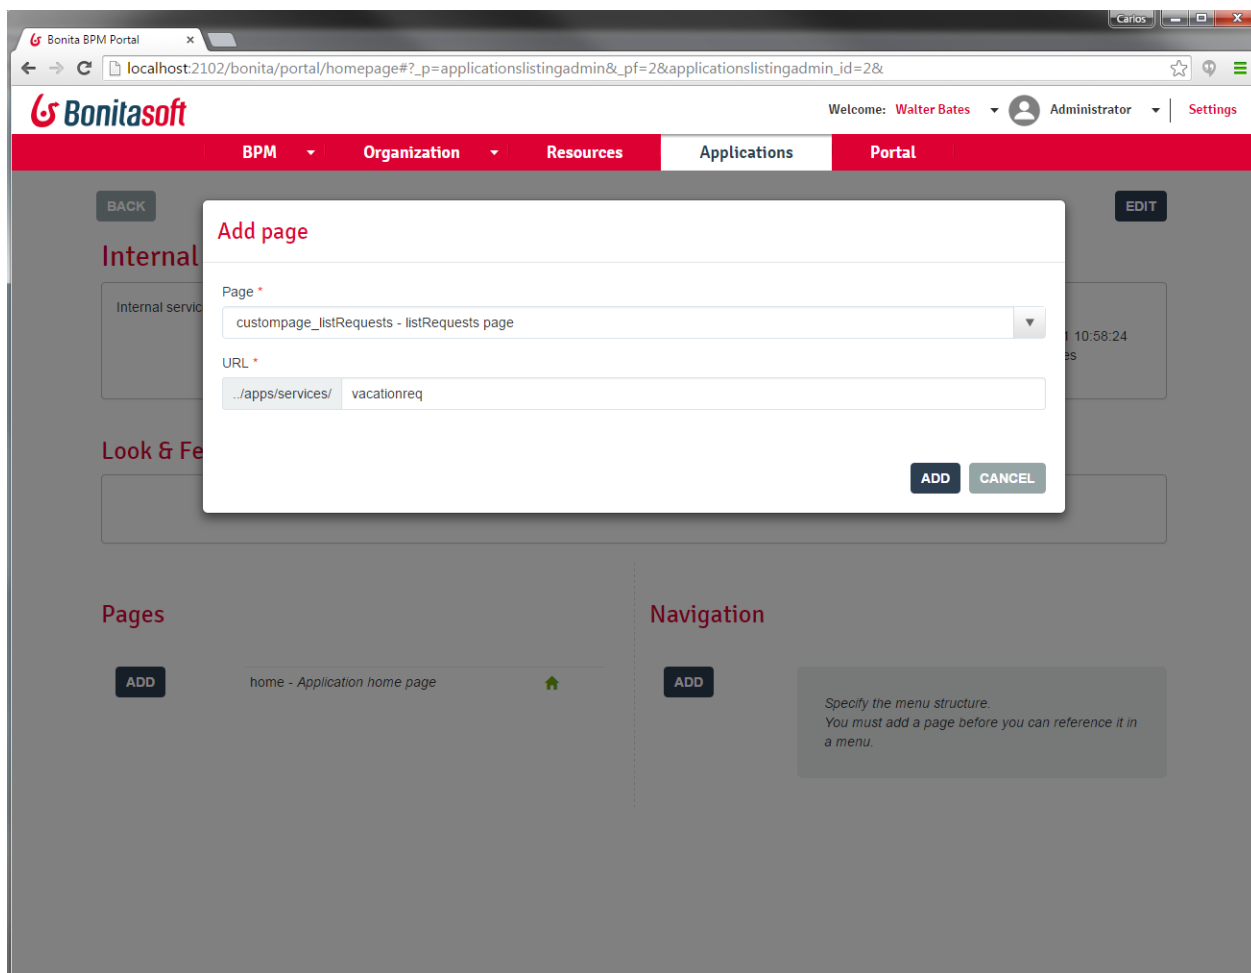 Carlos
Bonita BPM Portal
localhost:2102/bonita/portal/homepage#?_p=applicationslistingadmin&_pf=2&applicationslistingadmin_id=2&
Bonitasoft
Welcome: Walter Bates Administrator Settings
BPM Organization Resources Applications Portal
BACK EDIT
Add page
Internal
Page *
Internal servic
custompage_listRequests - listRequests page
10:58:24
URL *
es
../apps/services/ vacationreq
Look & Fe
ADD CANCEL
Pages Navigation
ADD home - Application home page ADD
Specify the menu structure.
You must add a page before you can reference it in
a menu.